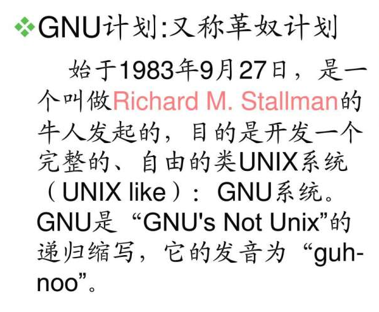 ❖GNU计划:又称革奴计划
始于1983年9月27日，是一
个叫做Richard M. Stallman的
牛人发起的，目的是开发一个
完整的、自由的类UNIX系统
（UNIX like）：GNU系统。
GNU是“GNU's Not Unix”的
递归缩写，它的发音为“guh-
noo”。